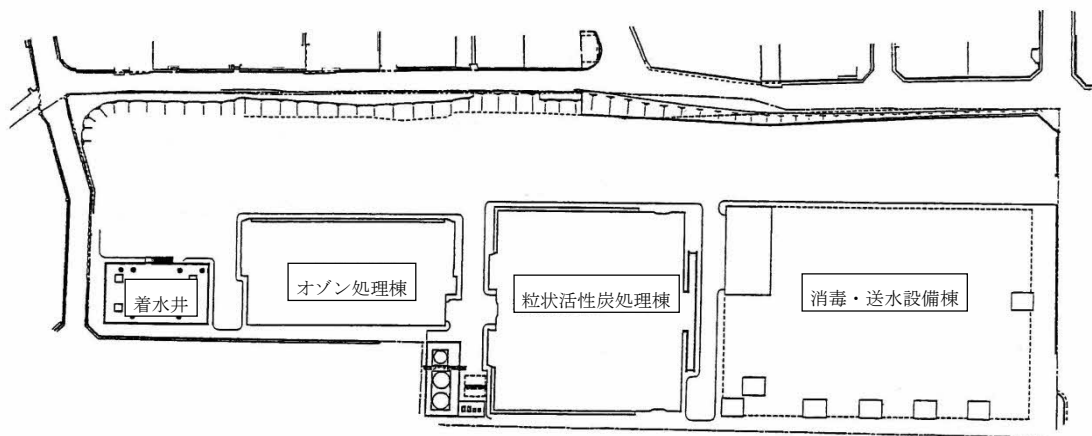 着水井
オゾン処理棟
粒状活性炭処理棟
消毒・送水設備棟